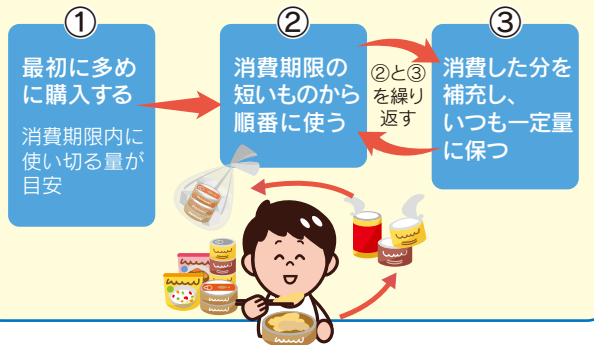 ①
最初に多め
に購入する
消費期限内に
使い切る量が
目安
②
消費期限の
短いものから
順番に使う
②と③
を繰り
返す
③
消費した分を
補充し、
いつも一定量
に保つ